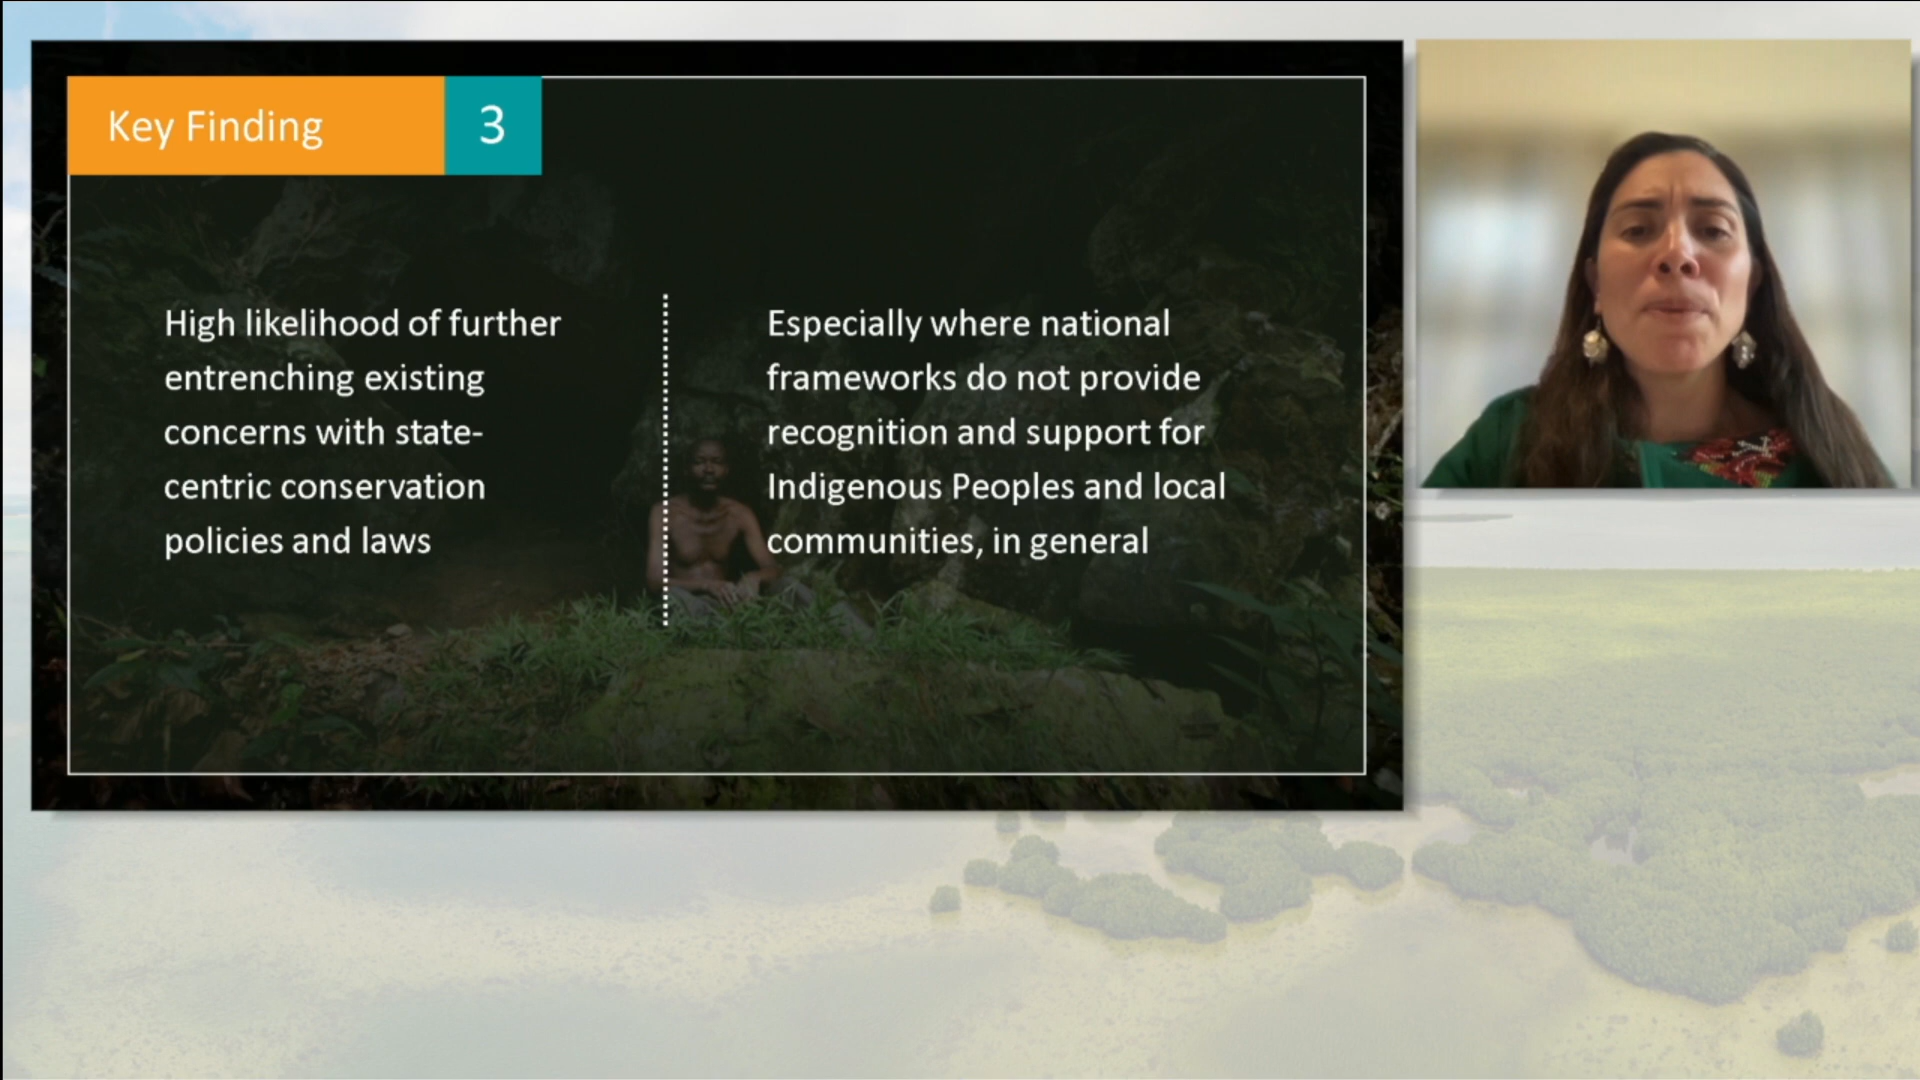 Key Finding 3
High likelihood of further
entrenching existing
concerns with state-
centric conservation
policies and laws
Especially where national
frameworks do not provide
recognition and support for
Indigenous Peoples and local
communities, in general